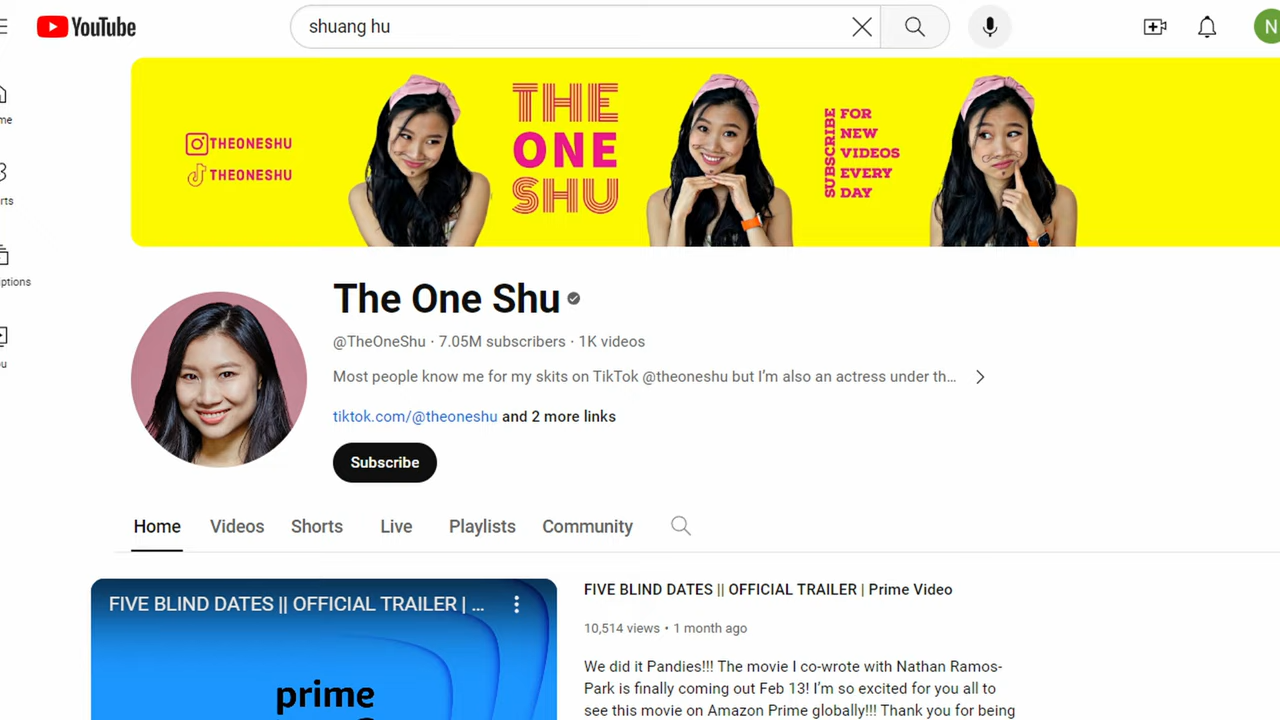 YouTube
shuang hu
N
me
THEONESHU
THEONESHU
THE
ONE
SHU
SUBSCRIBE
FOR
NEW
VIDEOS
EVERY
DAY
rts
ptions
u
The One Shu
@TheOneShu · 7.05M subscribers · 1K videos
Most people know me for my skits on TikTok @theoneshu but I'm also an actress under th...
tiktok.com/@theoneshu and 2 more links
Subscribe
Home Videos Shorts Live Playlists Community
FIVE BLIND DATES || OFFICIAL TRAILER | ...
prime
FIVE BLIND DATES || OFFICIAL TRAILER | Prime Video
10,514 views • 1 month ago
We did it Pandies!!! The movie I co-wrote with Nathan Ramos-
Park is finally coming out Feb 13! I'm so excited for you all to
see this movie on Amazon Prime globally!!! Thank you for being